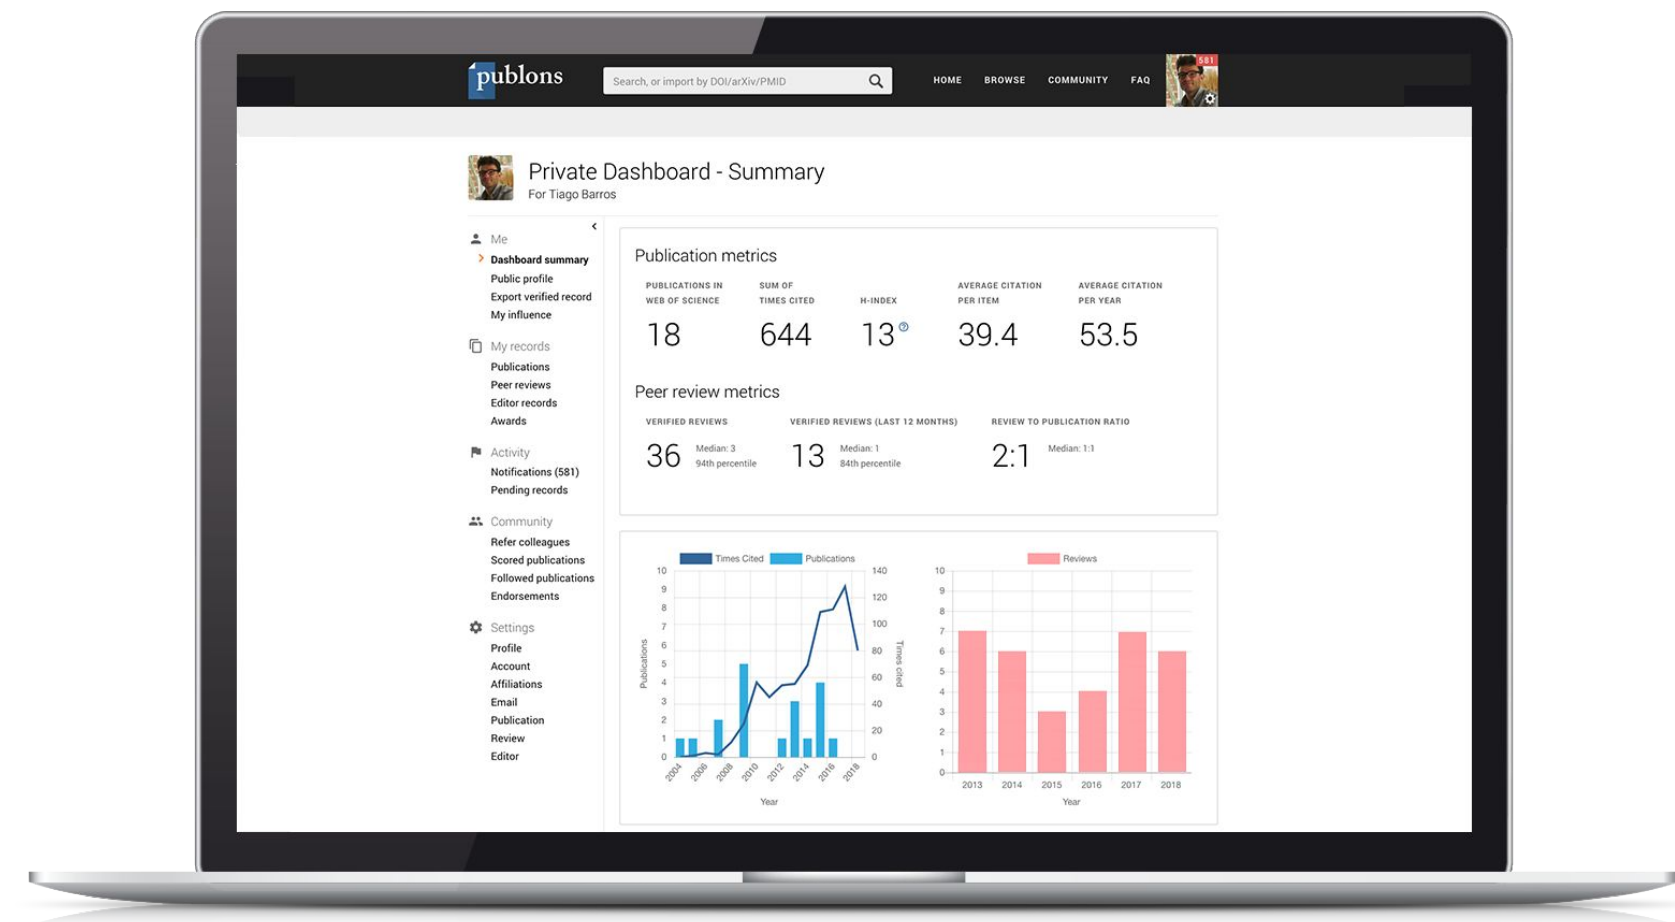 publons
Search, or import by DOI/arXiv/PMID
HOME BROWSE COMMUNITY FAQ
581
Private Dashboard - Summary
For Tiago Barros
Me
Dashboard summary
Public profile
Export verified record
My influence
My records
Publications
Peer reviews
Editor records
Awards
Activity
Notifications (581)
Pending records
Community
Refer colleagues
Scored publications
Followed publications
Endorsements
Settings
Profile
Account
Affiliations
Email
Publication
Review
Editor
Publication metrics
PUBLICATIONS IN
WEB OF SCIENCE
18
SUM OF
TIMES CITED
644
H-INDEX
13
AVERAGE CITATION
PER ITEM
39.4
AVERAGE CITATION
PER YEAR
53.5
Peer review metrics
VERIFIED REVIEWS
36
Median: 3
94th percentile
VERIFIED REVIEWS (LAST 12 MONTHS)
13
Median: 1
84th percentile
REVIEW TO PUBLICATION RATIO
2:1
Median: 1:1
Times Cited Publications
10
9
8
7
6
5
4
3
2
1
0
Publications
140
120
100
80
60
40
20
0
Times cited
2004 2006 2008 2010 2012 2014 2016 2018
Year
Reviews
10
9
8
7
6
5
4
3
2
1
0
2013 2014 2015 2016 2017 2018
Year